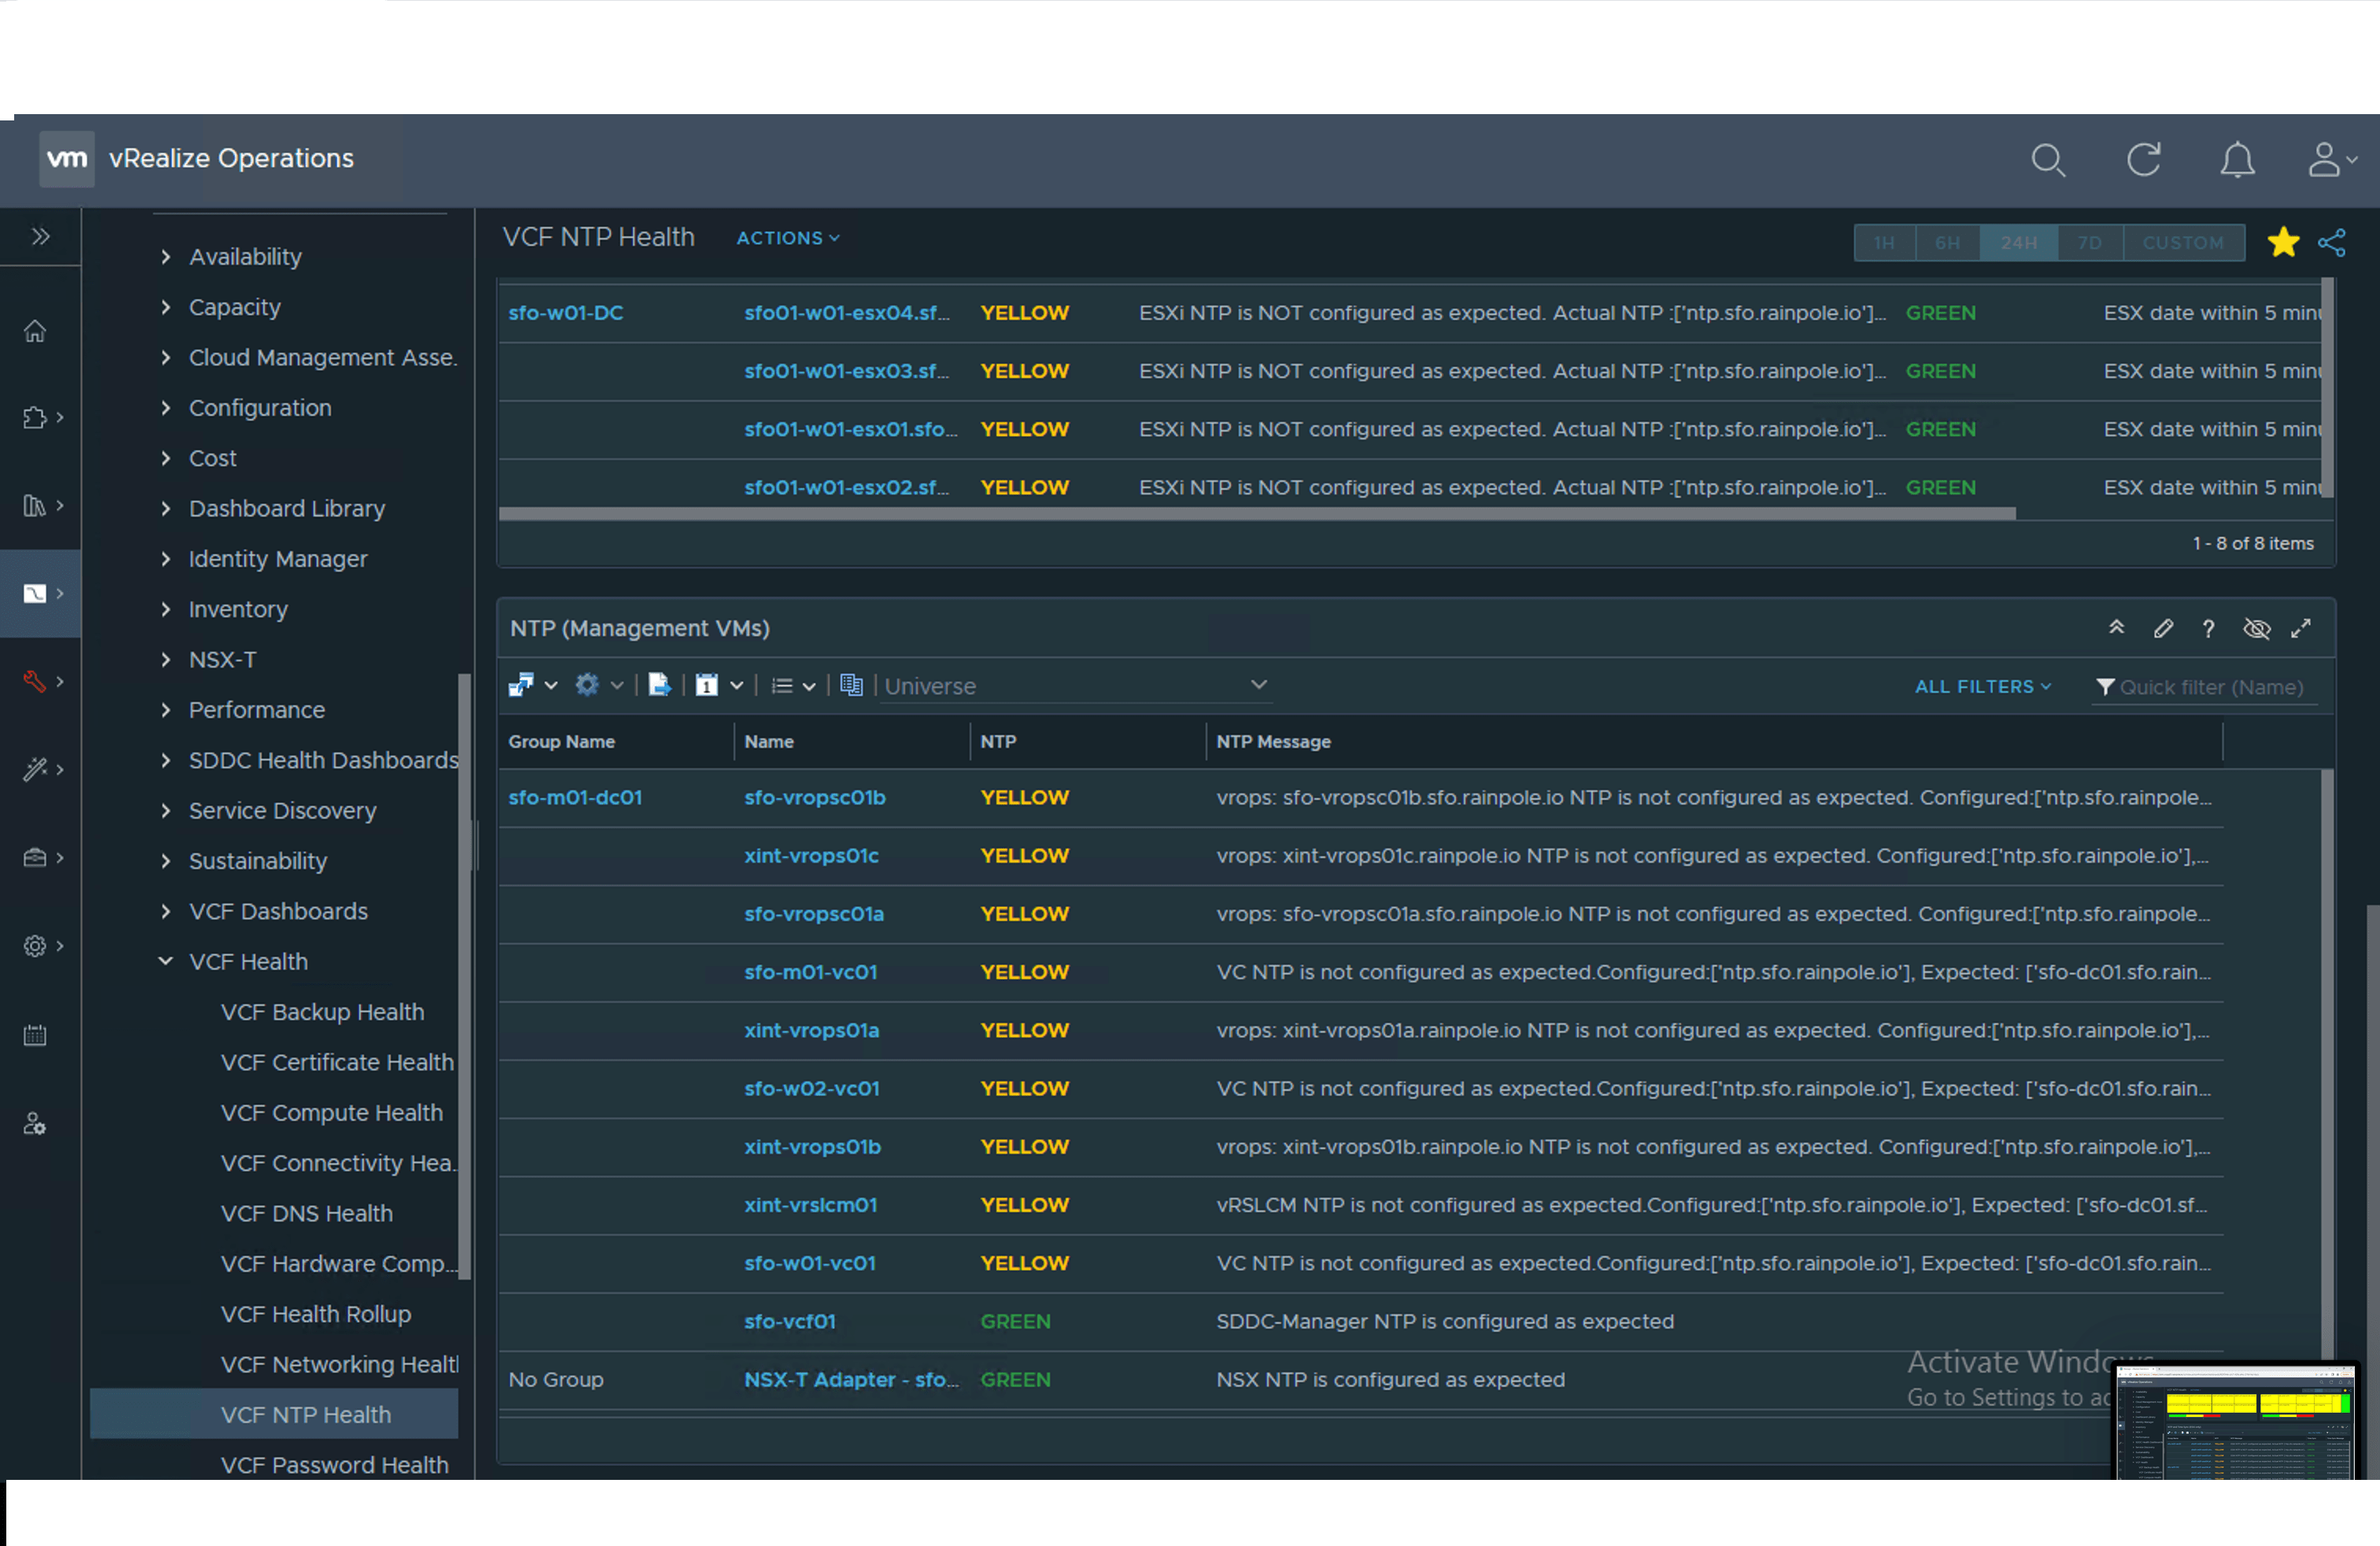 vm vRealize Operations
Availability
Capacity
Cloud Management Asse.
Configuration
Cost
Dashboard Library
Identity Manager
Inventory
NSX-T
Performance
SDDC Health Dashboards
Service Discovery
Sustainability
VCF Dashboards
VCF Health
VCF Backup Health
VCF Certificate Health
VCF Compute Health
VCF Connectivity Hea.
VCF DNS Health
VCF Hardware Comp...
VCF Health Rollup
VCF Networking Healt
VCF NTP Health
VCF Password Health
VCF NTP Health ACTIONS 1H 6H 24H 7D CUSTOM
sfo-w01-DC sfo01-w01-esx04.sf... YELLOW ESXi NTP is NOT configured as expected. Actual NTP :['ntp.sfo.rainpole.io']... GREEN ESX date within 5 minu
sfo01-w01-esx03.sf... YELLOW ESXi NTP is NOT configured as expected. Actual NTP :['ntp.sfo.rainpole.io']... GREEN ESX date within 5 minu
sfo01-w01-esx01.sfo... YELLOW ESXi NTP is NOT configured as expected. Actual NTP :['ntp.sfo.rainpole.io']... GREEN ESX date within 5 minu
sfo01-w01-esx02.sf... YELLOW ESXi NTP is NOT configured as expected. Actual NTP :['ntp.sfo.rainpole.io']... GREEN ESX date within 5 minu
1 - 8 of 8 items
NTP (Management VMs) ?
1 Universe ALL FILTERS Quick filter (Name)
Group Name Name NTP NTP Message
sfo-m01-dc01 sfo-vropsc01b YELLOW vrops: sfo-vropsc01b.sfo.rainpole.io NTP is not configured as expected. Configured:['ntp.sfo.rainpole...
xint-vrops01c YELLOW vrops: xint-vrops01c.rainpole.io NTP is not configured as expected. Configured:['ntp.sfo.rainpole.io'],...
sfo-vropsc01a YELLOW vrops: sfo-vropsc01a.sfo.rainpole.io NTP is not configured as expected. Configured:['ntp.sfo.rainpole...
sfo-m01-vc01 YELLOW VC NTP is not configured as expected.Configured:['ntp.sfo.rainpole.io'], Expected: ['sfo-dc01.sfo.rain...
xint-vrops01a YELLOW vrops: xint-vrops01a.rainpole.io NTP is not configured as expected. Configured:['ntp.sfo.rainpole.io'],...
sfo-w02-vc01 YELLOW VC NTP is not configured as expected.Configured:['ntp.sfo.rainpole.io'], Expected: ['sfo-dc01.sfo.rain...
xint-vrops01b YELLOW vrops: xint-vrops01b.rainpole.io NTP is not configured as expected. Configured:['ntp.sfo.rainpole.io'],...
xint-vrslcm01 YELLOW vRSLCM NTP is not configured as expected.Configured:['ntp.sfo.rainpole.io'], Expected: ['sfo-dc01.sf...
sfo-w01-vc01 YELLOW VC NTP is not configured as expected.Configured:['ntp.sfo.rainpole.io'], Expected: ['sfo-dc01.sfo.rain...
sfo-vcf01 GREEN SDDC-Manager NTP is configured as expected
No Group NSX-T Adapter - sfo... GREEN NSX NTP is configured as expected
Activate Windows
Go to Settings to ac